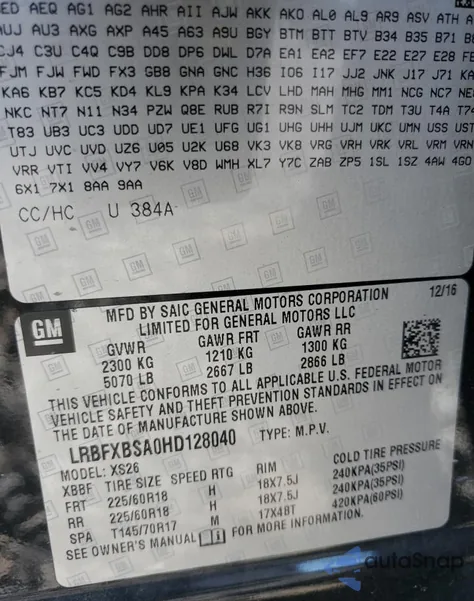 ED AEQ AG1 AG2 AHR AII AJW AKK AKO AL0 AL9 AR9 ASV ATH
AUJ AU3 AXG AXP A45 A63 A9U BGY BTM BTT BTV B34 B35 B71
CJ4 C3U C4Q C9B DD8 DP6 DWL D7A EA1 D31 E22 E27 E28
FJM FJW FWD FX3 GB8 GNA GNC H36 I06 I17 JJ2 JNK J17 J71
KA6 KB7 KC5 KD4 KL9 KPA K34 LCV LHD MAH MHG MM1 NCG NC7
NKC NT7 N11 N34 PZW Q8E RUB R7I R9N SLM TC2 TDM T3U T4A T74
T83 UB3 UC3 UDD UD7 UE1 UFG UG1 UHG UHH UJM UKC UMN USS UST
UTJ UVC UVD UZ6 U05 U2K U68 VK3 VK8 VRG VRH VRK VRL VRM VRN
VRR VTI VV4 VY7 V6K V8D WMH XL7 Y7C ZAB ZP5 1SL 1SZ 4AW 4G0
6X1 7X1 8AA 9AA
CC/HC U 384A
GM
MFD BY SAIC GENERAL MOTORS CORPORATION 12/16
LIMITED FOR GENERAL MOTORS LLC
GVWR GAWR FRT GAWR RR
2300 KG 1210 KG 1300 KG
5070 LB 2667 LB 2866 LB
THIS VEHICLE CONFORMS TO ALL APPLICABLE U.S. FEDERAL MOTOR
VEHICLE SAFETY AND THEFT PREVENTION STANDARDS IN EFFECT ON
THE DATE OF MANUFACTURE SHOWN ABOVE.
LRBFXBSA0HD128040 TYPE: M.P.V.
MODEL: XS26
XBBF TIRE SIZE SPEED RTG RIM COLD TIRE PRESSURE
FRT 225/60R18 H 18X7.5J 240KPA(35PSI)
RR 225/60R18 H 18X7.5J 240KPA(35PSI)
SPA T145/70R17 M 17X4BT 420KPA(60PSI)
SEE OWNER'S MANUAL FOR MORE INFORMATION.
autoSnap